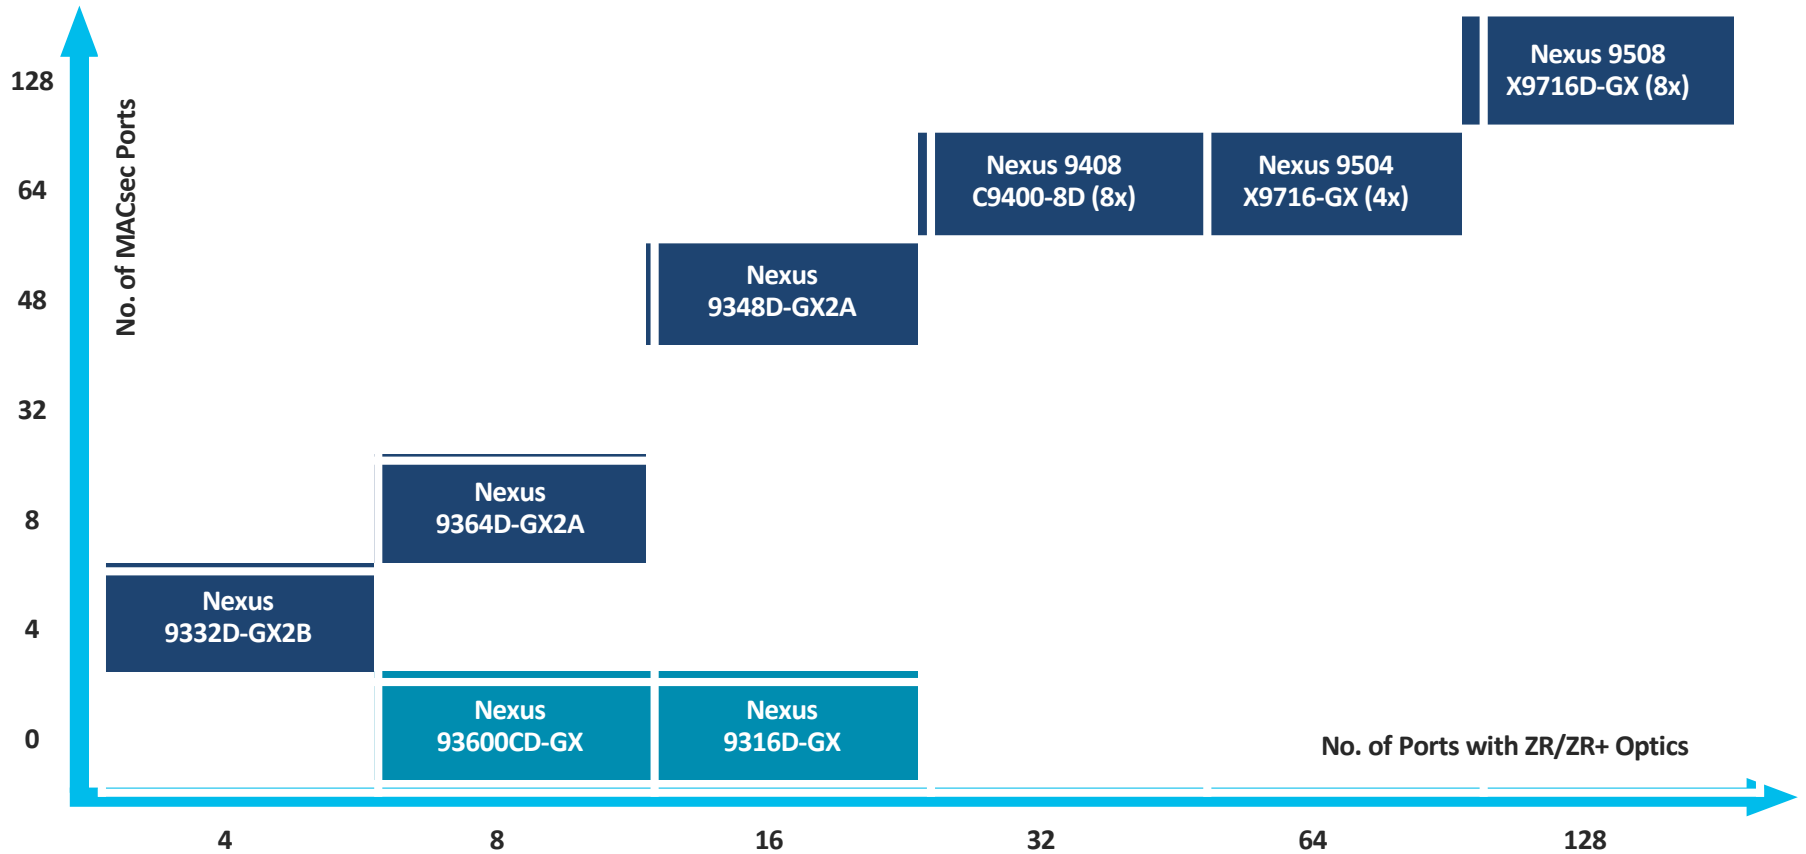 128
64
48
32
8
4
0
No. of MACsec Ports
Nexus 9508
X9716D-GX (8x)
Nexus 9408
C9400-8D (8x)
Nexus 9504
X9716-GX (4x)
Nexus
9348D-GX2A
Nexus
9364D-GX2A
Nexus
9332D-GX2B
Nexus
93600CD-GX
Nexus
9316D-GX
No. of Ports with ZR/ZR+ Optics
4
8
16
32
64
128